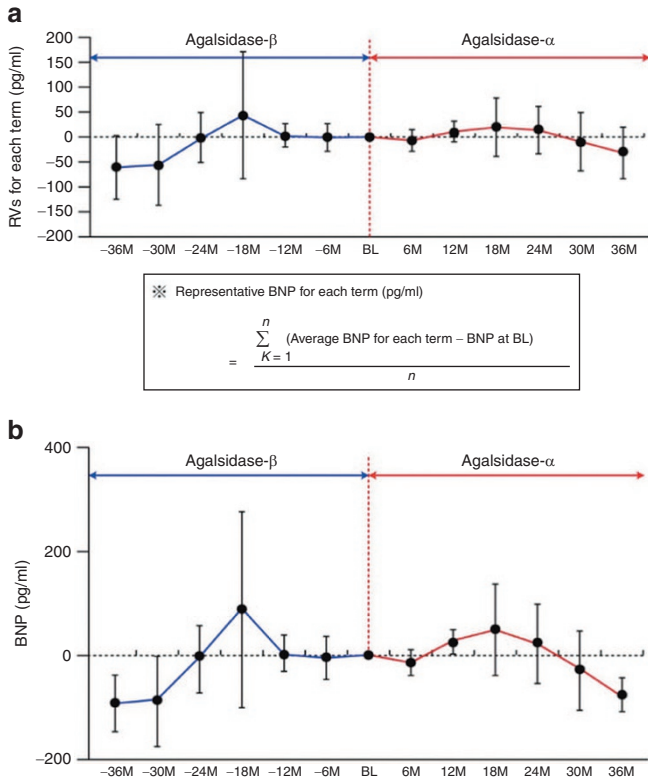 a
200
150
100
50
0
−50
−100
−150
−200
RVs for each term (pg/ml)
Agalsidase-β
Agalsidase-α
−36M −30M −24M −18M −12M −6M BL 6M 12M 18M 24M 30M 36M
※ Representative BNP for each term (pg/ml)
n
∑ (Average BNP for each term − BNP at BL)
K = 1
=
n
b
400
200
0
−200
BNP (pg/ml)
Agalsidase-β
Agalsidase-α
−36M −30M −24M −18M −12M −6M BL 6M 12M 18M 24M 30M 36M